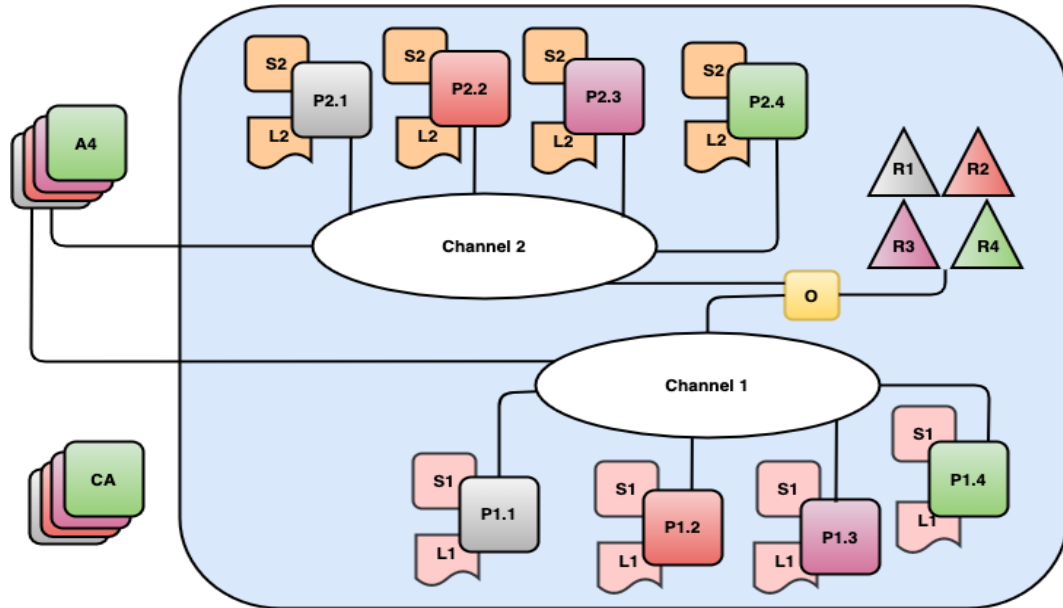 S2
P2.1
L2
S2
P2.2
L2
S2
P2.3
L2
S2
P2.4
L2
A4
R1
R2
R3
R4
Channel 2
O
Channel 1
CA
S1
P1.1
L1
S1
P1.2
L1
S1
P1.3
L1
S1
P1.4
L1